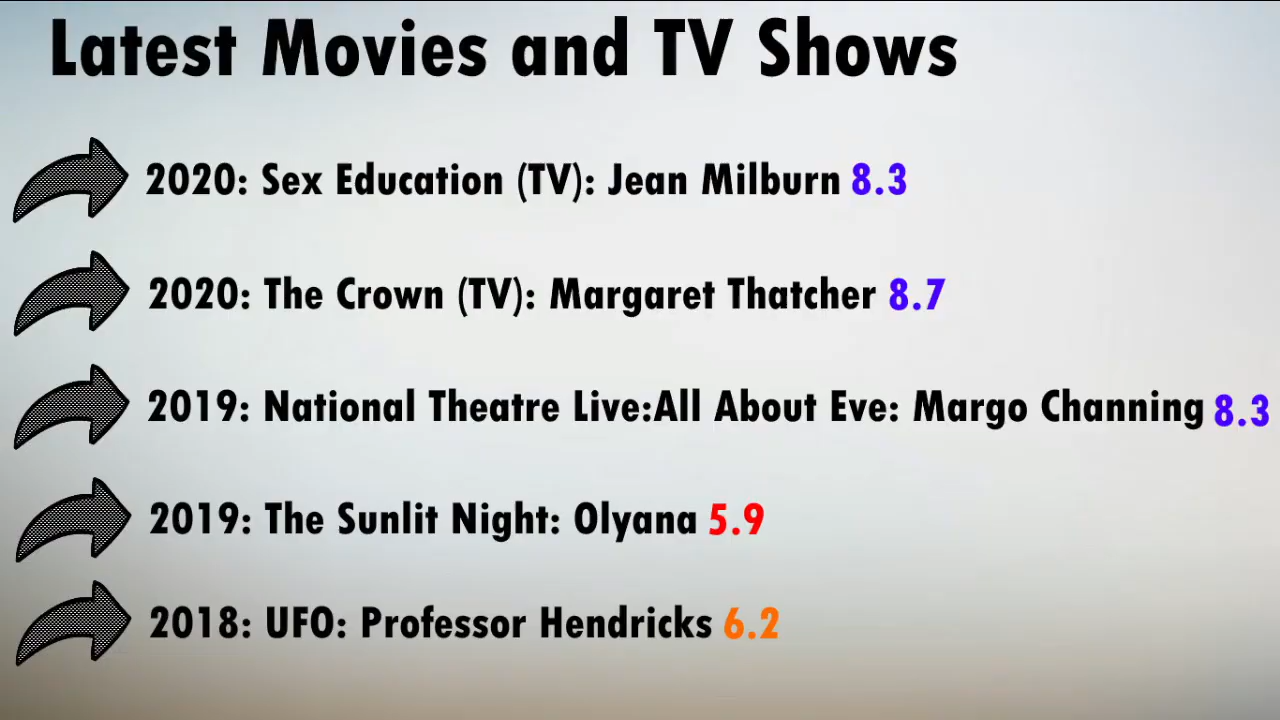 Latest Movies and TV Shows
2020: Sex Education (TV): Jean Milburn 8.3
2020: The Crown (TV): Margaret Thatcher 8.7
2019: National Theatre Live:All About Eve: Margo Channing 8.3
2019: The Sunlit Night: Olyana 5.9
2018: UFO: Professor Hendricks 6.2